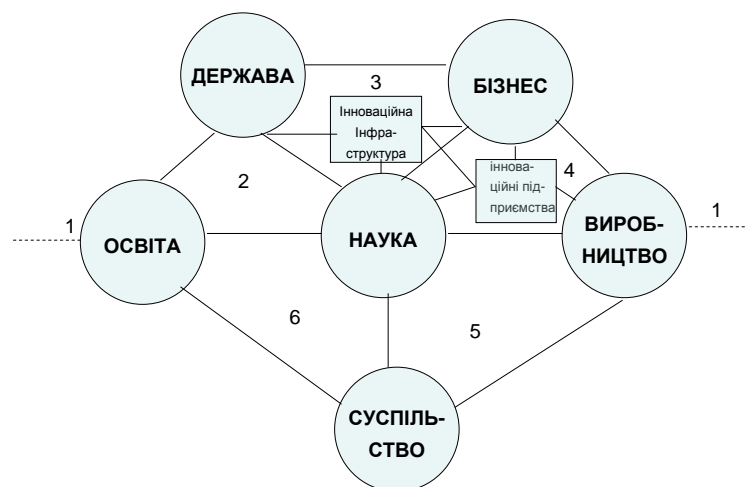 ДЕРЖАВА
БІЗНЕС
3
Інноваційна
Інфра-
структура
іннова-
ційні під-
приємства
4
2
1
ОСВІТА
НАУКА
ВИРОБ-
НИЦТВО
1
6
5
СУСПІЛЬ-
СТВО